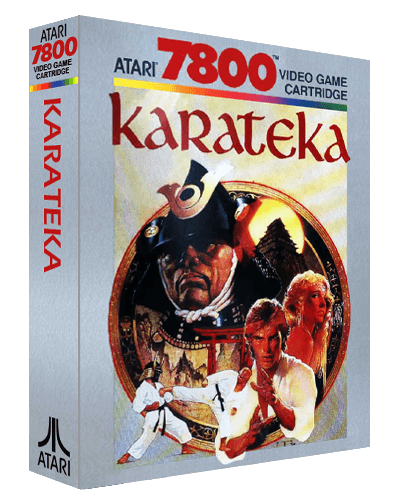 ATARI
7800
VIDEO GAME
CARTRIDGE
KARATEKA
ATARI
ATARI® 7800™ VIDEO GAME
CARTRIDGE
KARATEKA